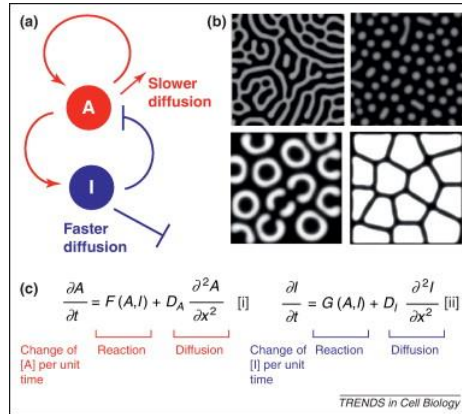 (a)
Slower
diffusion
A
I
Faster
diffusion
(b)
(c)
∂A/∂t = F (A,I) + D_A ∂²A/∂x² [i]
∂I/∂t = G (A,I) + D_I ∂²I/∂x² [ii]
Change of
[A] per unit
time
Reaction
Diffusion
Change of
[I] per unit
time
Reaction
Diffusion
TRENDS in Cell Biology